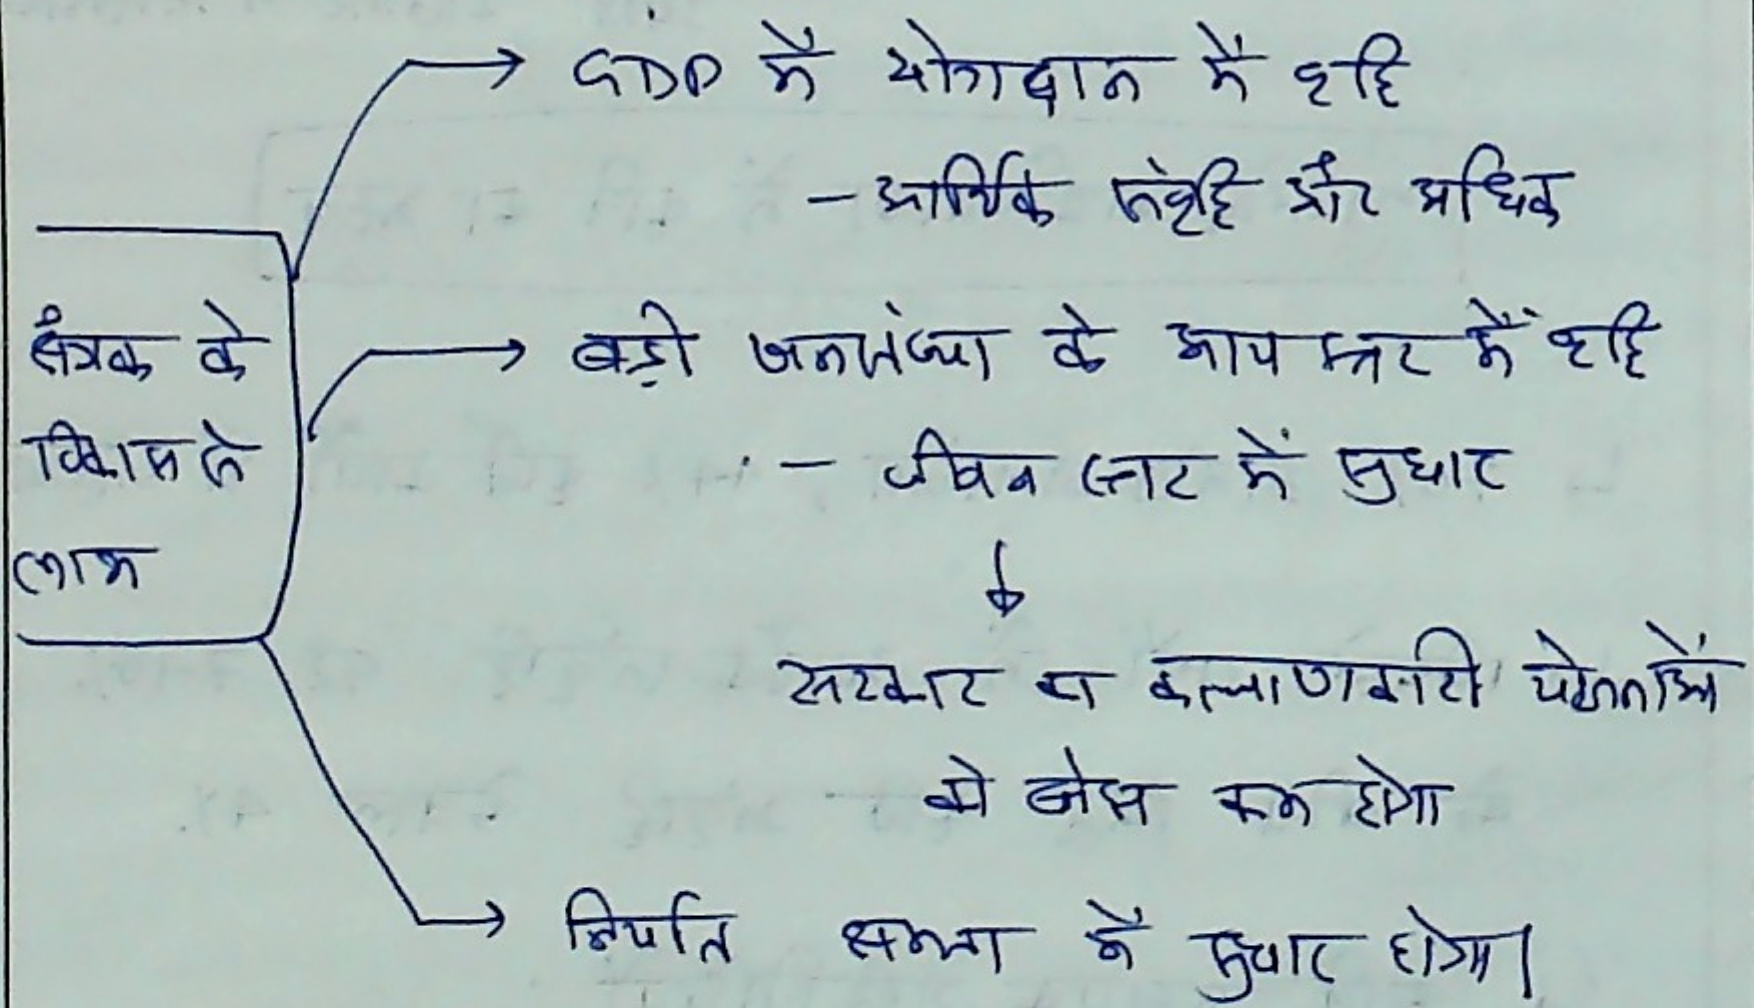 क्षेत्रक के
विकास से
लाभ
GDP में योगदान में वृद्धि
- आर्थिक संवृद्धि और अधिक
बड़ी जनसंख्या के आय स्तर में वृद्धि
- जीवन स्तर में सुधार
सरकार का कल्याणकारी योजनाओं
को बोझ कम होगा
निर्यात क्षमता में सुधार होगा।